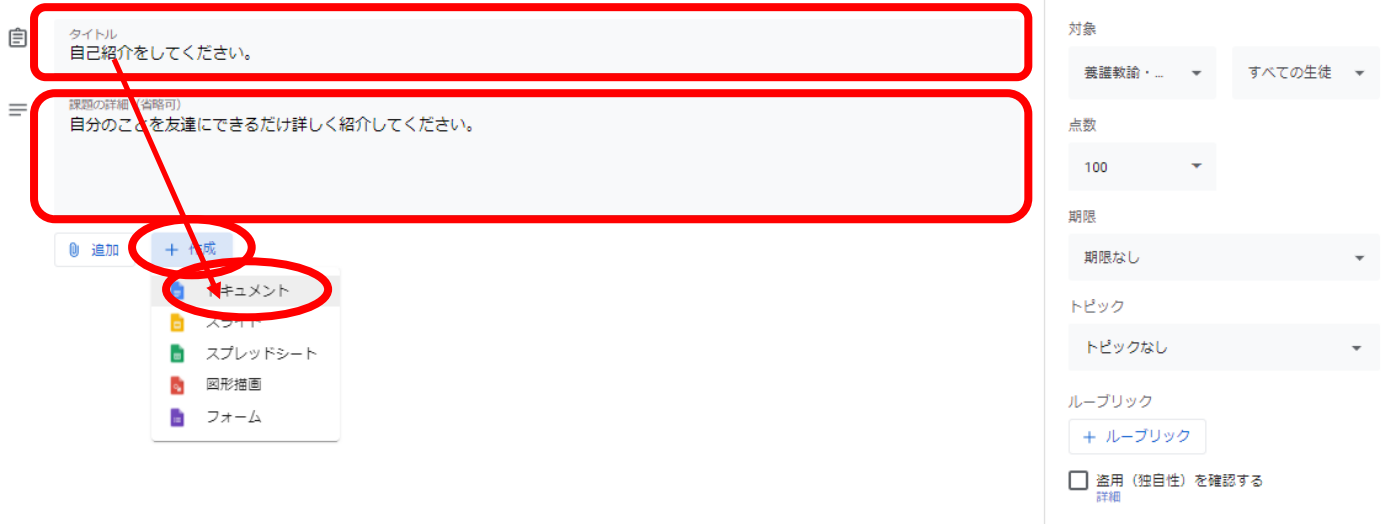 タイトル
自己紹介をしてください。
課題の詳細（省略可）
自分のことを友達にできるだけ詳しく紹介してください。
追加
作成
ドキュメント
スライド
スプレッドシート
図形描画
フォーム
対象
養護教諭・...
すべての生徒
点数
100
期限
期限なし
トピック
トピックなし
ルーブリック
+ ルーブリック
盗用（独自性）を確認する
詳細